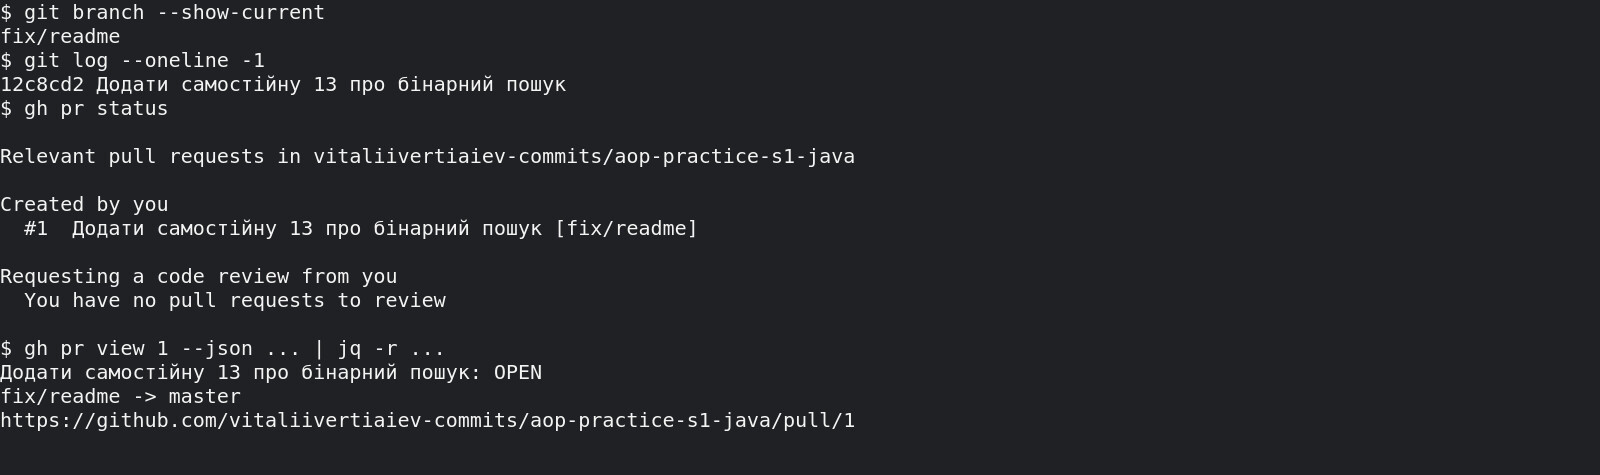 $ git branch --show-current
fix/readme
$ git log --oneline -1
12c8cd2 Додати самостійну 13 про бінарний пошук
$ gh pr status
Relevant pull requests in vitaliivertiaiev-commits/aop-practice-s1-java
Created by you
#1  Додати самостійну 13 про бінарний пошук [fix/readme]
Requesting a code review from you
You have no pull requests to review
$ gh pr view 1 --json ... | jq -r ...
Додати самостійну 13 про бінарний пошук: OPEN
fix/readme -> master
https://github.com/vitaliivertiaiev-commits/aop-practice-s1-java/pull/1